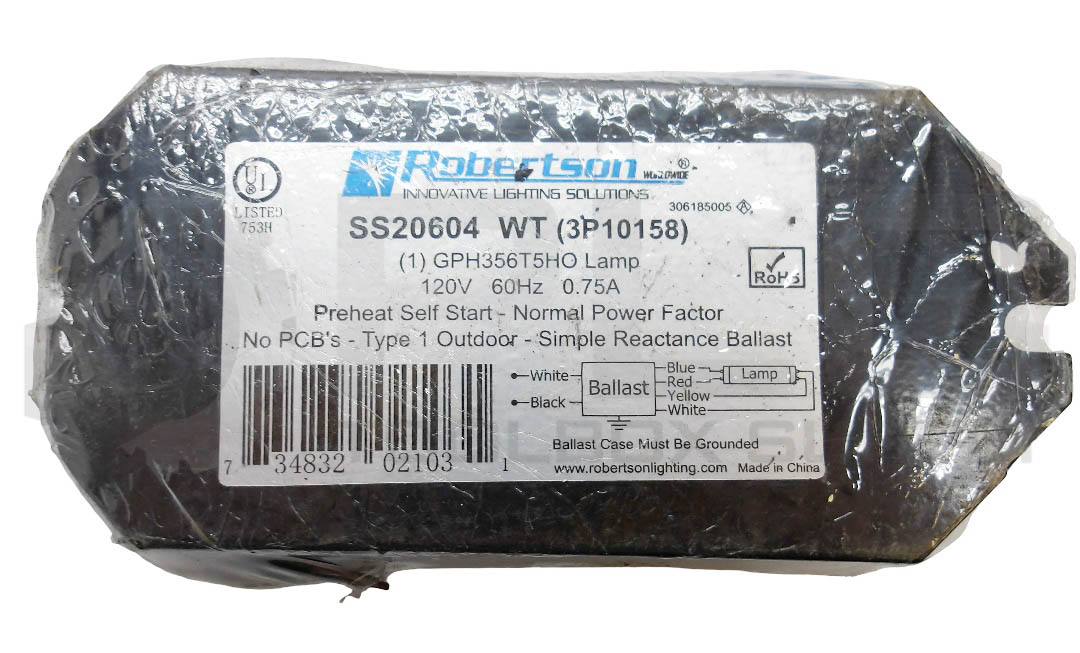 UL
®
LISTED
753H
Robertson WORLDWIDE ®
INNOVATIVE LIGHTING SOLUTIONS
306185005 A
SS20604 WT (3P10158)
(1) GPH356T5HO Lamp
120V 60Hz 0.75A
RoHS
Preheat Self Start - Normal Power Factor
No PCB's - Type 1 Outdoor - Simple Reactance Ballast
White
Black
Ballast
Blue
Red
Yellow
White
Lamp
Ballast Case Must Be Grounded
7 34832 02103 1
www.robertsonlighting.com Made in China